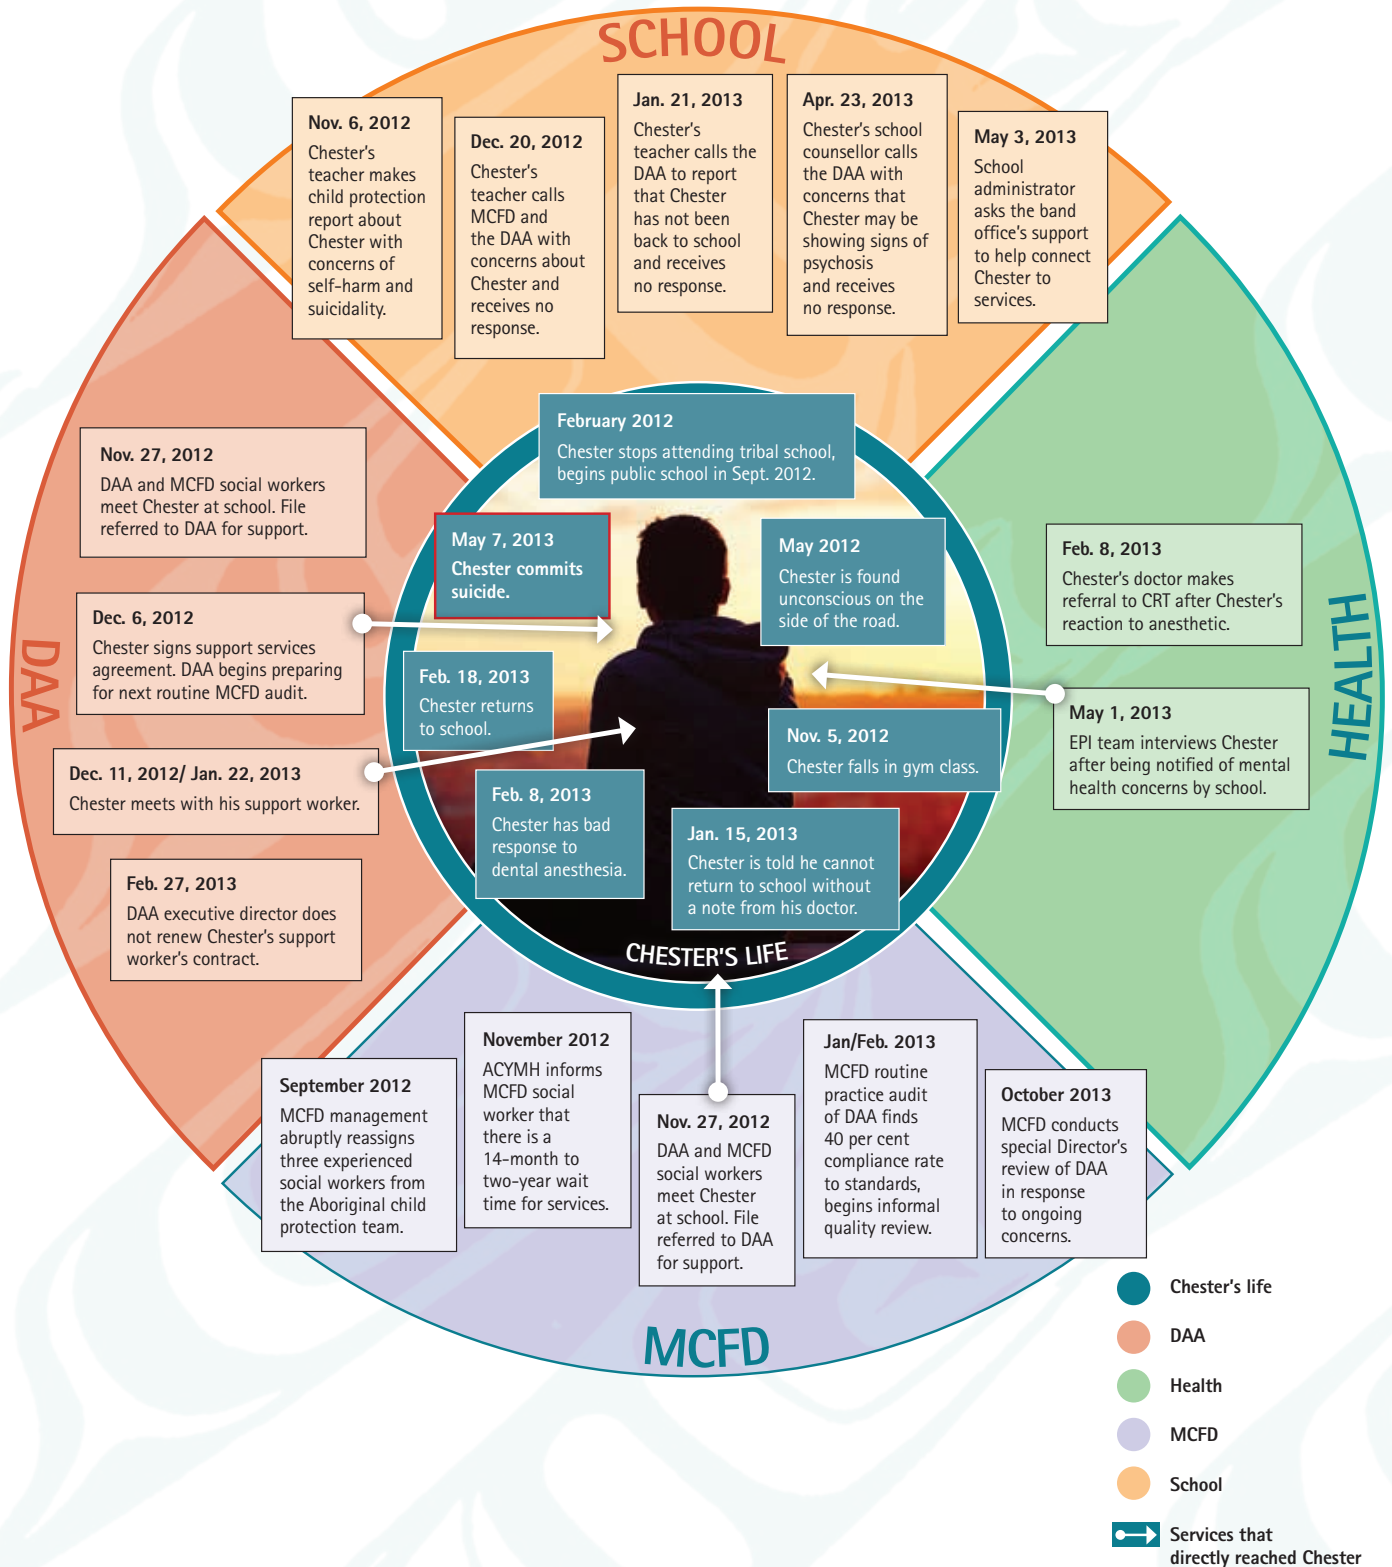 SCHOOL
Nov. 6, 2012
Chester's
teacher makes
child protection
report about
Chester with
concerns of
self-harm and
suicidality.
Dec. 20, 2012
Chester's
teacher calls
MCFD and
the DAA with
concerns about
Chester and
receives no
response.
Jan. 21, 2013
Chester's
teacher calls the
DAA to report
that Chester
has not been
back to school
and receives
no response.
Apr. 23, 2013
Chester's school
counsellor calls
the DAA with
concerns that
Chester may be
showing signs of
psychosis
and receives
no response.
May 3, 2013
School
administrator
asks the band
office's support
to help connect
Chester to
services.
DAA
Nov. 27, 2012
DAA and MCFD social workers
meet Chester at school. File
referred to DAA for support.
Dec. 6, 2012
Chester signs support services
agreement. DAA begins preparing
for next routine MCFD audit.
Dec. 11, 2012/ Jan. 22, 2013
Chester meets with his support worker.
Feb. 27, 2013
DAA executive director does
not renew Chester's support
worker's contract.
February 2012
Chester stops attending tribal school,
begins public school in Sept. 2012.
May 7, 2013
Chester commits
suicide.
May 2012
Chester is found
unconscious on the
side of the road.
Feb. 18, 2013
Chester returns
to school.
Nov. 5, 2012
Chester falls in gym class.
Feb. 8, 2013
Chester has bad
response to
dental anesthesia.
Jan. 15, 2013
Chester is told he cannot
return to school without
a note from his doctor.
CHESTER'S LIFE
HEALTH
Feb. 8, 2013
Chester's doctor makes
referral to CRT after Chester's
reaction to anesthetic.
May 1, 2013
EPI team interviews Chester
after being notified of mental
health concerns by school.
September 2012
MCFD management
abruptly reassigns
three experienced
social workers from
the Aboriginal child
protection team.
November 2012
ACYMH informs
MCFD social
worker that
there is a
14-month to
two-year wait
time for services.
Nov. 27, 2012
DAA and MCFD
social workers
meet Chester
at school. File
referred to DAA
for support.
Jan/Feb. 2013
MCFD routine
practice audit
of DAA finds
40 per cent
compliance rate
to standards,
begins informal
quality review.
October 2013
MCFD conducts
special Director's
review of DAA
in response
to ongoing
concerns.
MCFD
Chester's life
DAA
Health
MCFD
School
Services that
directly reached Chester